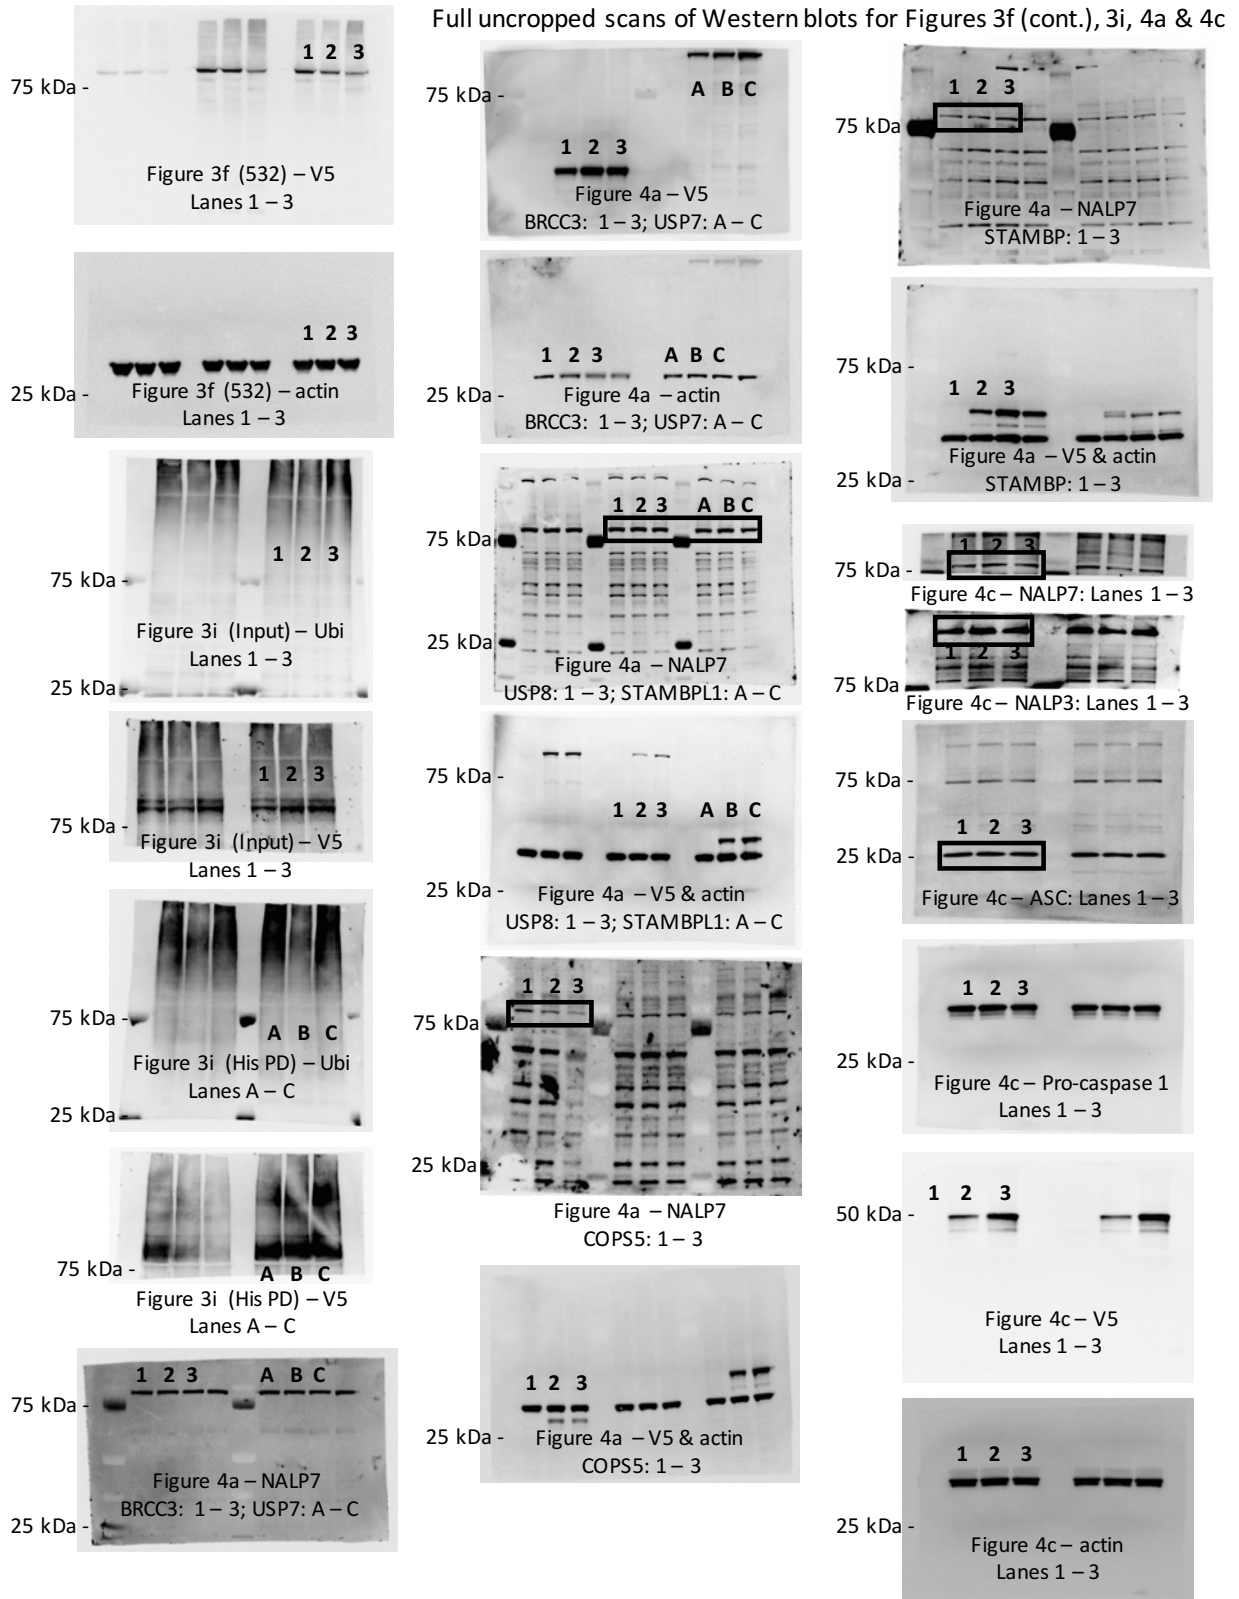 Full uncropped scans of Western blots for Figures 3f (cont.), 3i, 4a & 4c
1 2 3
75 kDa -
Figure 3f (532) – V5
Lanes 1 – 3
1 2 3
25 kDa -
Figure 3f (532) – actin
Lanes 1 – 3
1 2 3
75 kDa -
Figure 3i (Input) – Ubi
Lanes 1 – 3
25 kDa -
1 2 3
75 kDa -
Figure 3i (Input) – V5
Lanes 1 – 3
75 kDa -
A B C
Figure 3i (His PD) – Ubi
Lanes A – C
25 kDa -
75 kDa -
A B C
Figure 3i (His PD) – V5
Lanes A – C
1 2 3 A B C
75 kDa -
Figure 4a – NALP7
BRCC3: 1 – 3; USP7: A – C
25 kDa -
75 kDa -
A B C
1 2 3
Figure 4a – V5
BRCC3: 1 – 3; USP7: A – C
1 2 3 A B C
25 kDa -
Figure 4a – actin
BRCC3: 1 – 3; USP7: A – C
1 2 3 A B C
75 kDa
25 kDa
Figure 4a – NALP7
USP8: 1 – 3; STAMBPL1: A – C
75 kDa -
1 2 3 A B C
25 kDa -
Figure 4a – V5 & actin
USP8: 1 – 3; STAMBPL1: A – C
1 2 3
75 kDa
25 kDa
Figure 4a – NALP7
COPS5: 1 – 3
1 2 3
25 kDa -
Figure 4a – V5 & actin
COPS5: 1 – 3
1 2 3
75 kDa
Figure 4a – NALP7
STAMBP: 1 – 3
75 kDa -
1 2 3
Figure 4a – V5 & actin
25 kDa -
STAMBP: 1 – 3
1 2 3
75 kDa -
Figure 4c – NALP7: Lanes 1 – 3
1 2 3
75 kDa
Figure 4c – NALP3: Lanes 1 – 3
75 kDa -
1 2 3
25 kDa -
Figure 4c – ASC: Lanes 1 – 3
1 2 3
25 kDa -
Figure 4c – Pro-caspase 1
Lanes 1 – 3
1 2 3
50 kDa -
Figure 4c – V5
Lanes 1 – 3
1 2 3
25 kDa -
Figure 4c – actin
Lanes 1 – 3